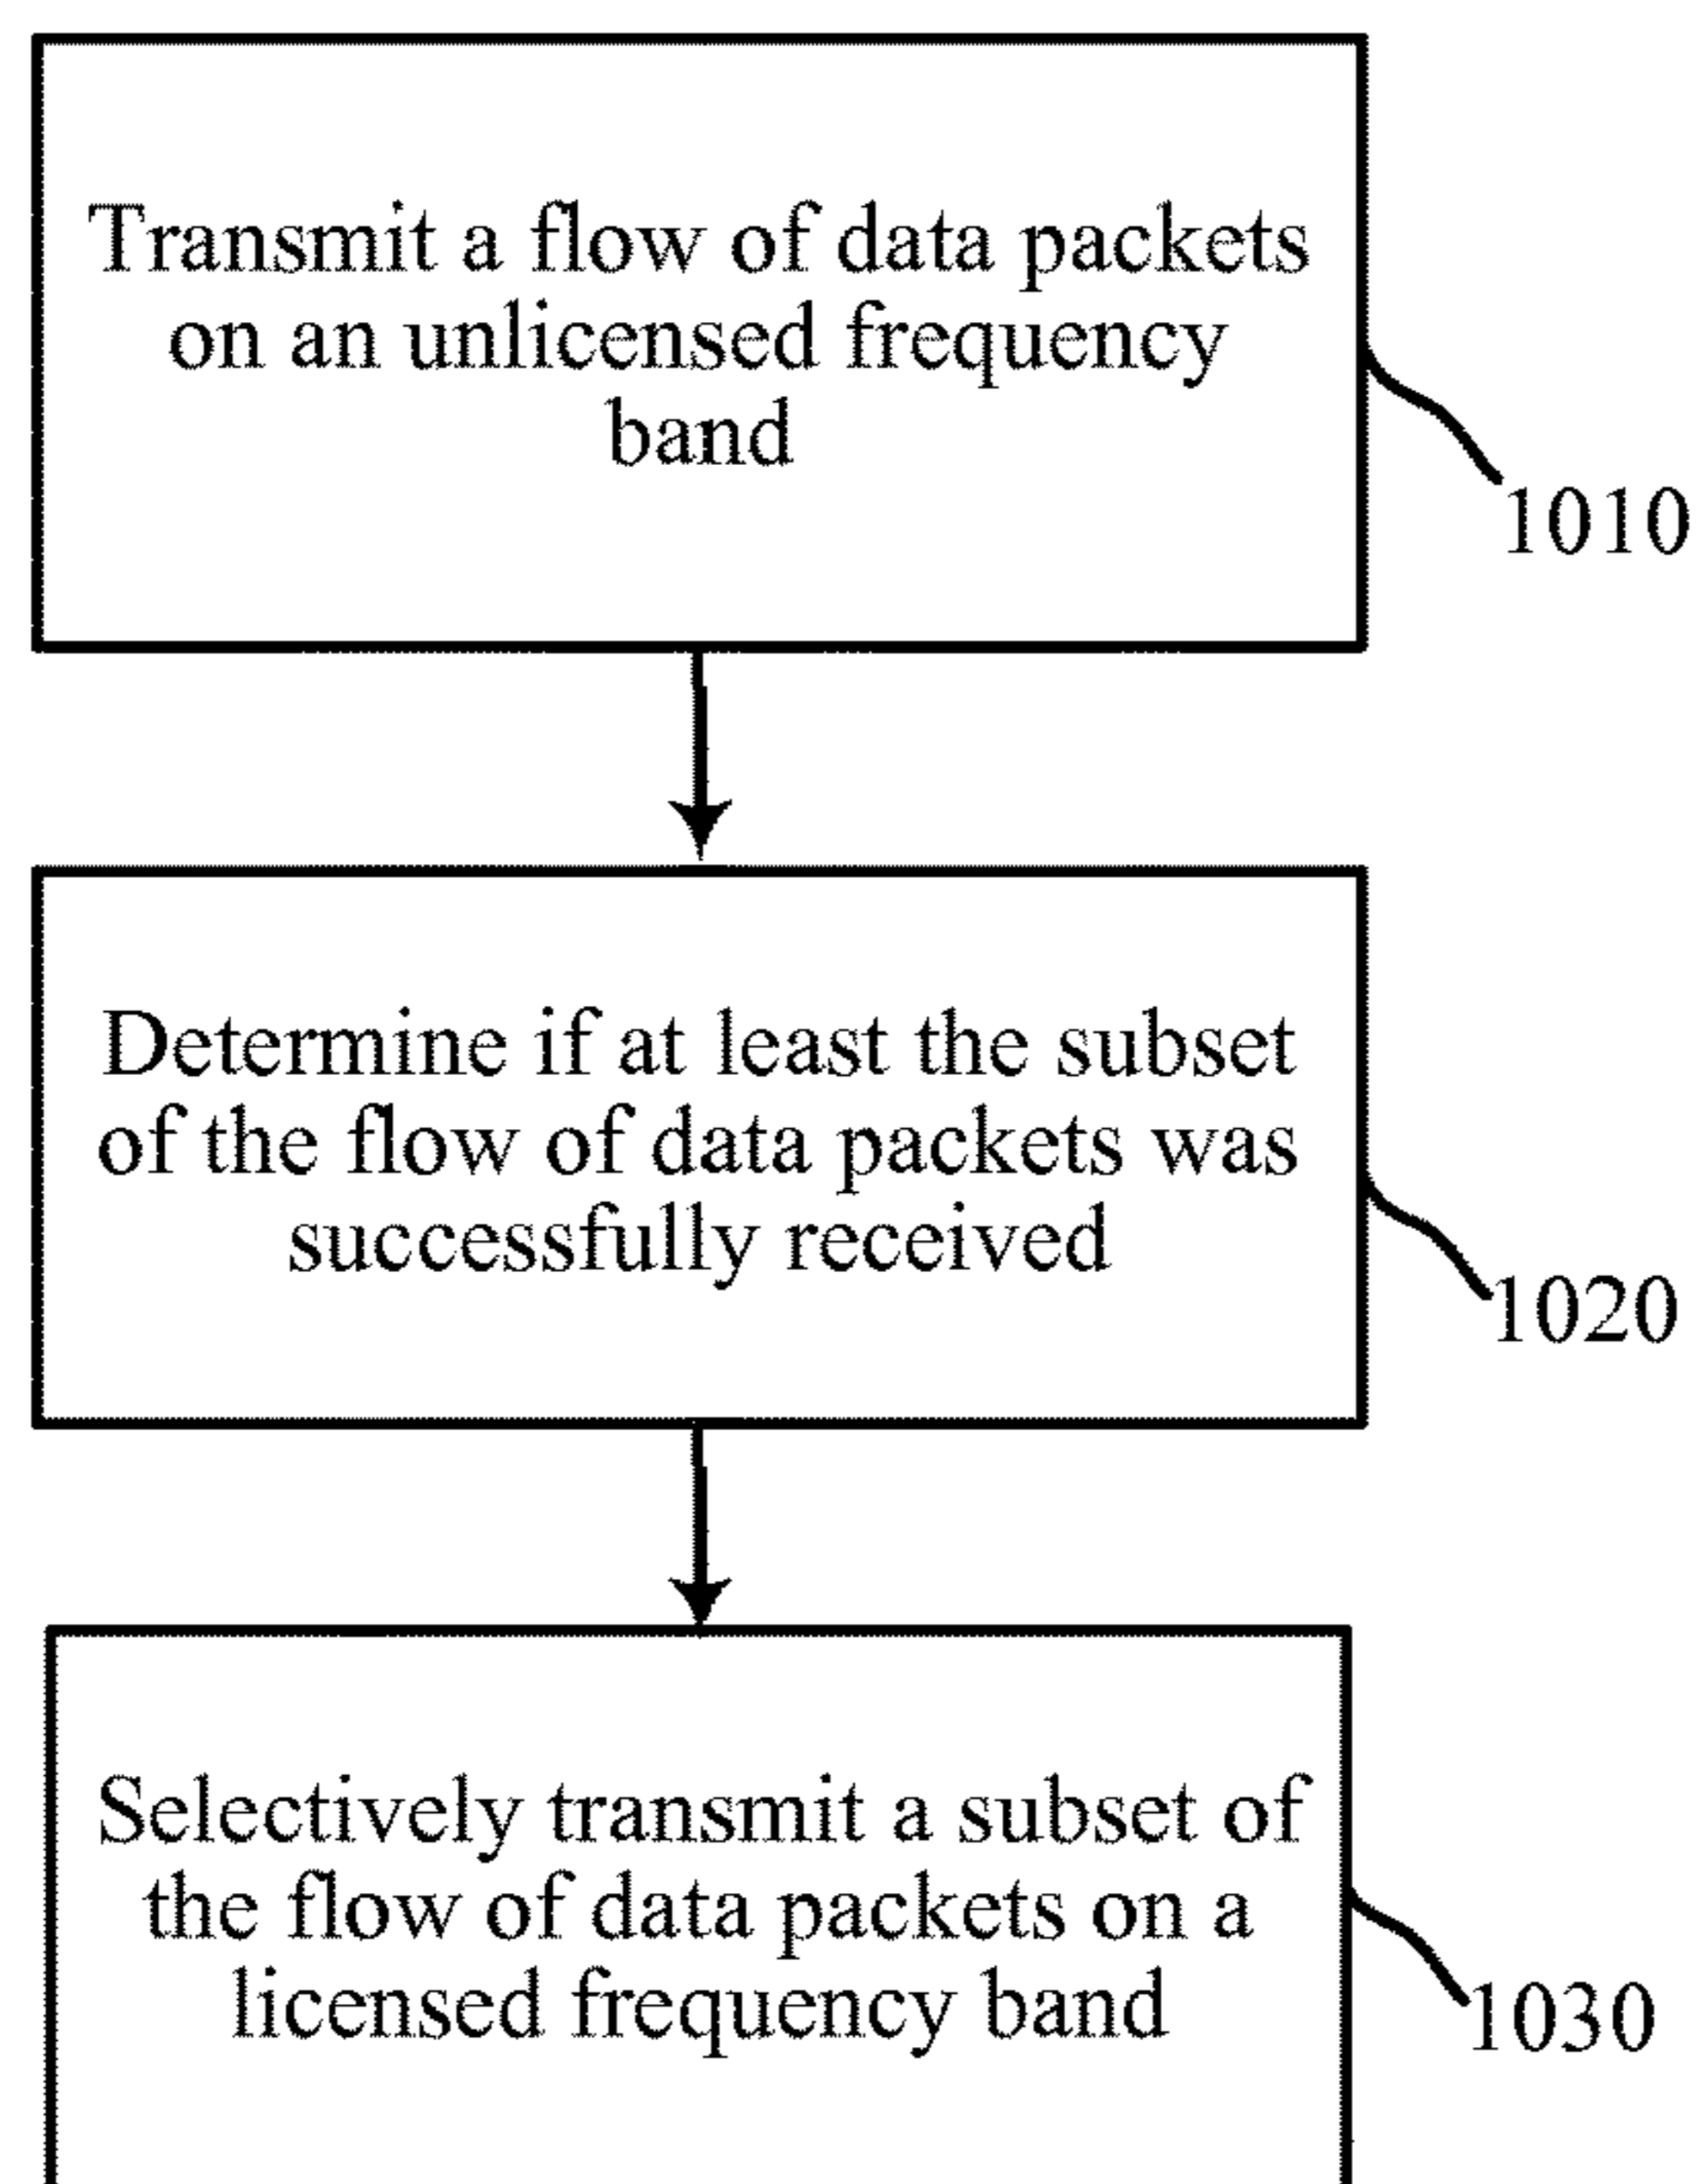 Transmit a flow of data packets
on an unlicensed frequency
band
1010
Determine if at least the subset
of the flow of data packets was
successfully received
1020
Selectively transmit a subset of
the flow of data packets on a
licensed frequency band
1030